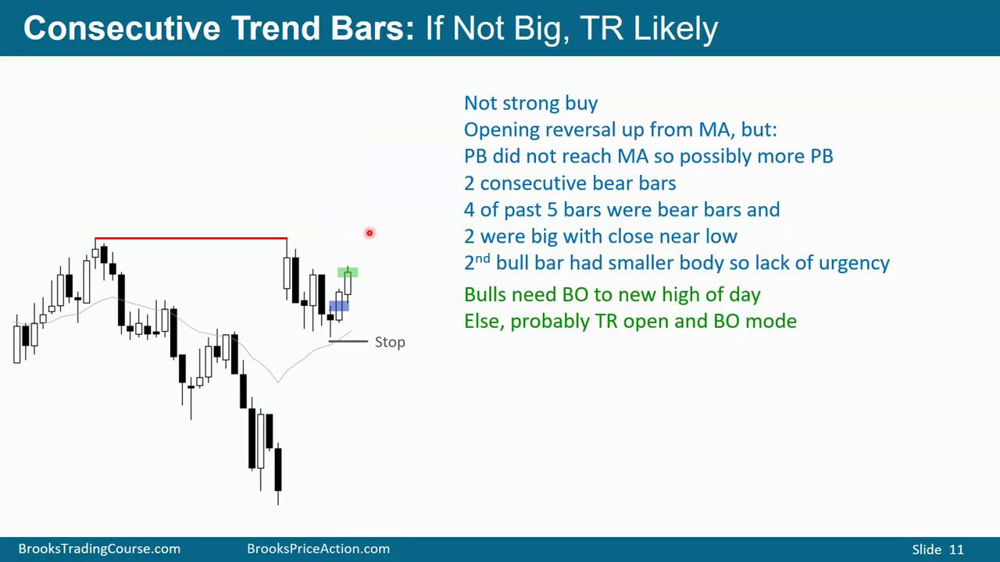 Consecutive Trend Bars: If Not Big, TR Likely
Not strong buy
Opening reversal up from MA, but:
PB did not reach MA so possibly more PB
2 consecutive bear bars
4 of past 5 bars were bear bars and
2 were big with close near low
2nd bull bar had smaller body so lack of urgency
Bulls need BO to new high of day
Else, probably TR open and BO mode
Stop
BrooksTradingCourse.com
BrooksPriceAction.com
Slide 11